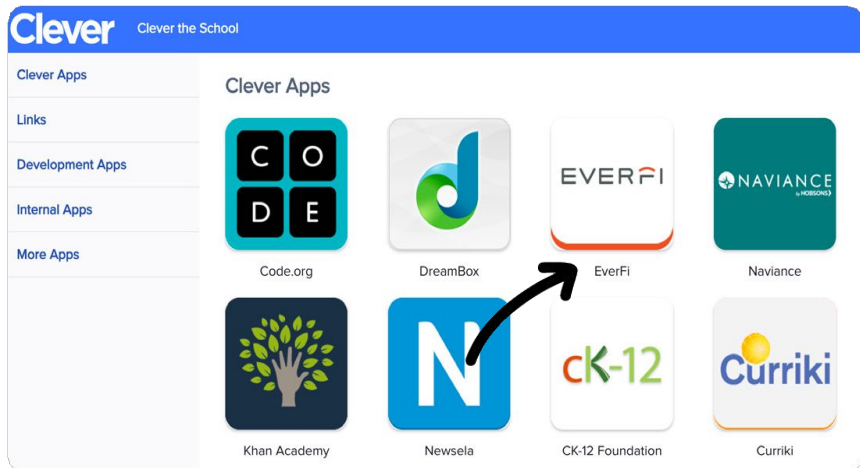 Clever Clever the School
Clever Apps
Links
Development Apps
Internal Apps
More Apps
Clever Apps
C O
D E
EVERFI
NAVIANCE
by HOBSONS
Code.org DreamBox EverFi Naviance
N
cK-12
Curriki
Khan Academy Newsela CK-12 Foundation Curriki